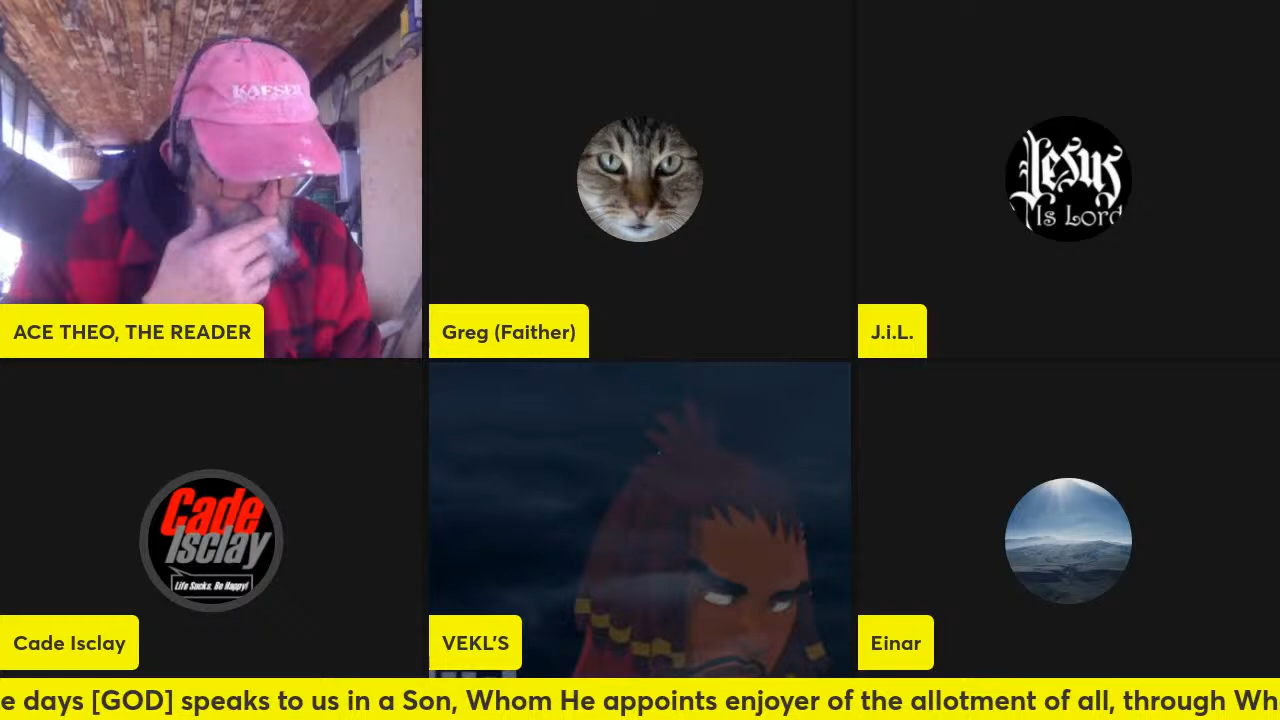 KAESER
ACE THEO, THE READER
Greg (Faither)
Jesus
Is Lord
J.i.L.
Cade
Isclay
Life Sucks, Be Happy!
Cade Isclay
VEKL'S
Einar
e days [GOD] speaks to us in a Son, Whom He appoints enjoyer of the allotment of all, through Wh